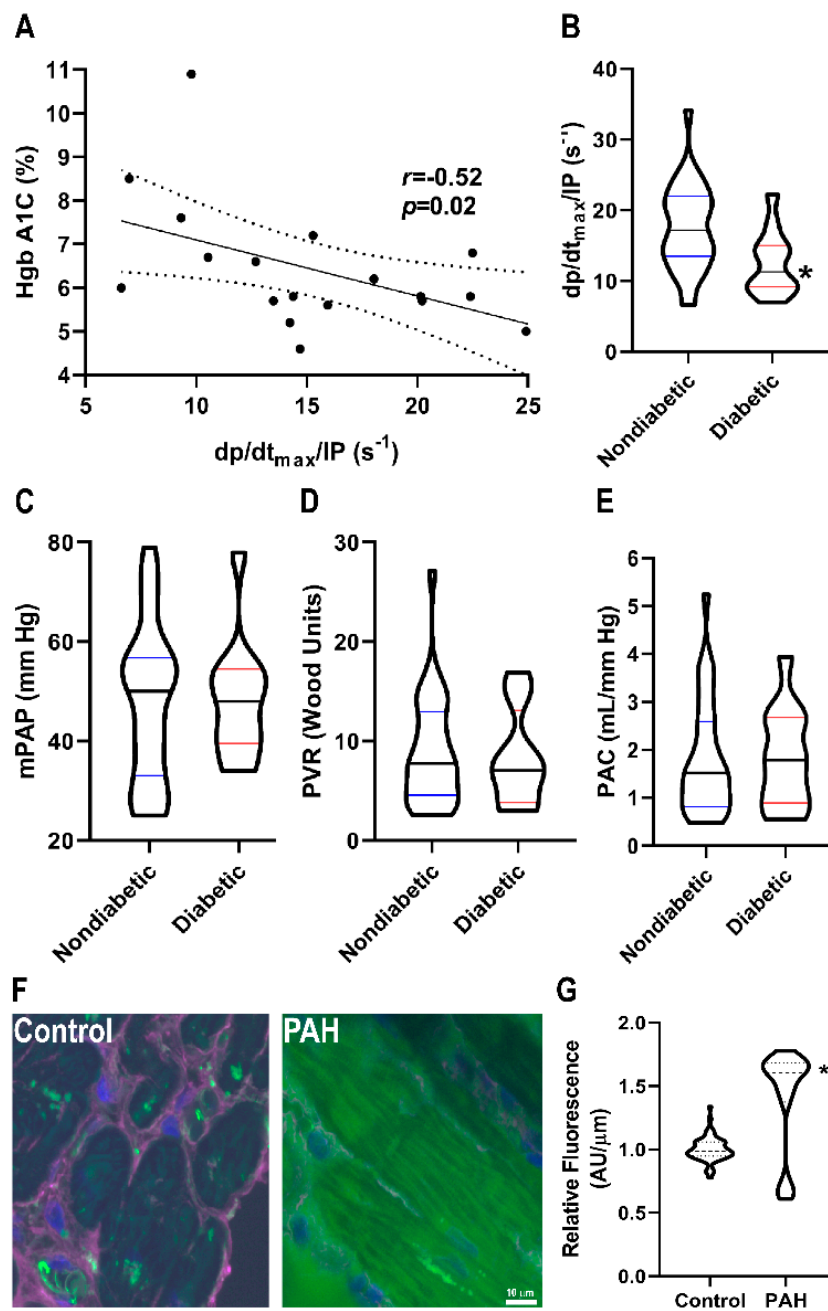 A
Hgb A1C (%)
11
10
9
8
7
6
5
4
r=-0.52
p=0.02
5
10
15
20
25
dp/dtmax/IP (s-1)
B
dp/dtmax/IP (s-1)
40
30
20
10
0
*
Nondiabetic
Diabetic
C
mPAP (mm Hg)
80
60
40
20
Nondiabetic
Diabetic
D
PVR (Wood Units)
30
20
10
0
Nondiabetic
Diabetic
E
PAC (mL/mm Hg)
6
5
4
3
2
1
0
Nondiabetic
Diabetic
F
Control
PAH
10 µm
G
Relative Fluorescence
(AU/µm)
2.0
1.5
1.0
0.5
0.0
*
Control
PAH